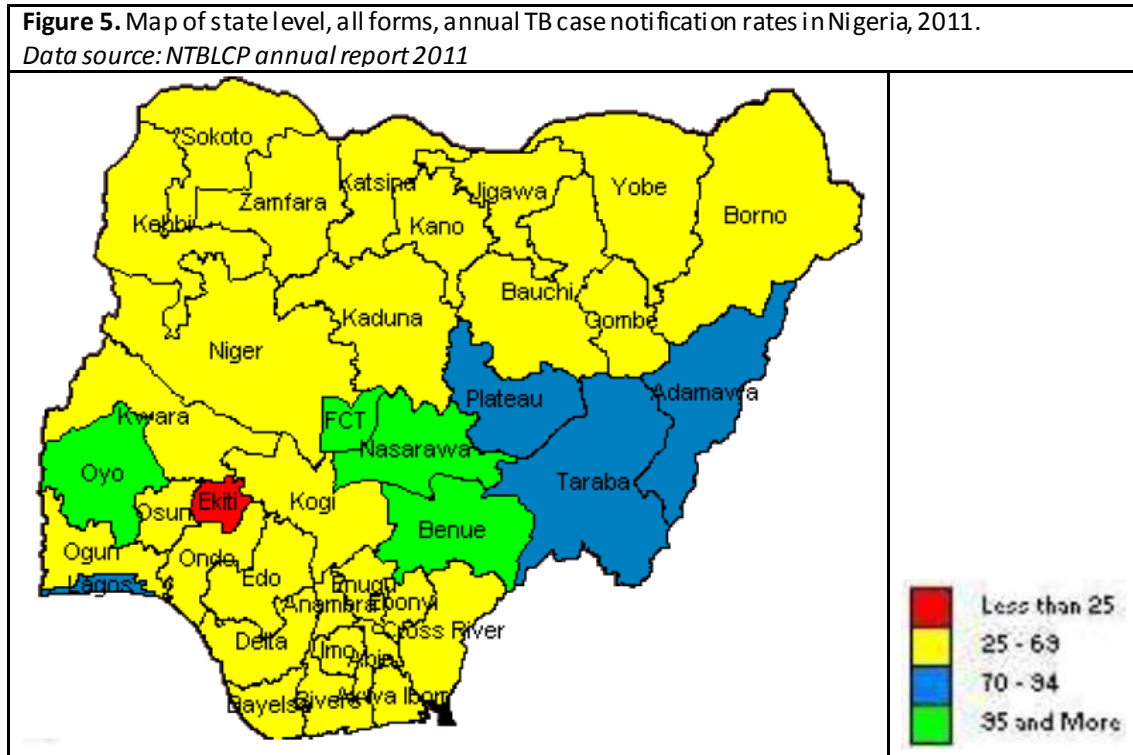 Figure 5. Map of state level, all forms, annual TB case notification rates in Nigeria, 2011.
Data source: NTBLCP annual report 2011
Sokoto
Katsina
Jigawa
Yobe
Zamfara
Borno
Kebbi
Kano
Bauchi
Kaduna
Gombe
Niger
Adamawa
Plateau
Kwara
FCT
Nasarawa
Oyo
Taraba
Ekiti
Kogi
Osun
Benue
Ogun
Ondo
Lagos
Edo
Enugu
Anambra
Ebonyi
Cross River
Delta
Imo
Abia
Bayelsa
Rivers
Akwa Ibom
Less than 25
25 - 69
70 - 94
95 and More